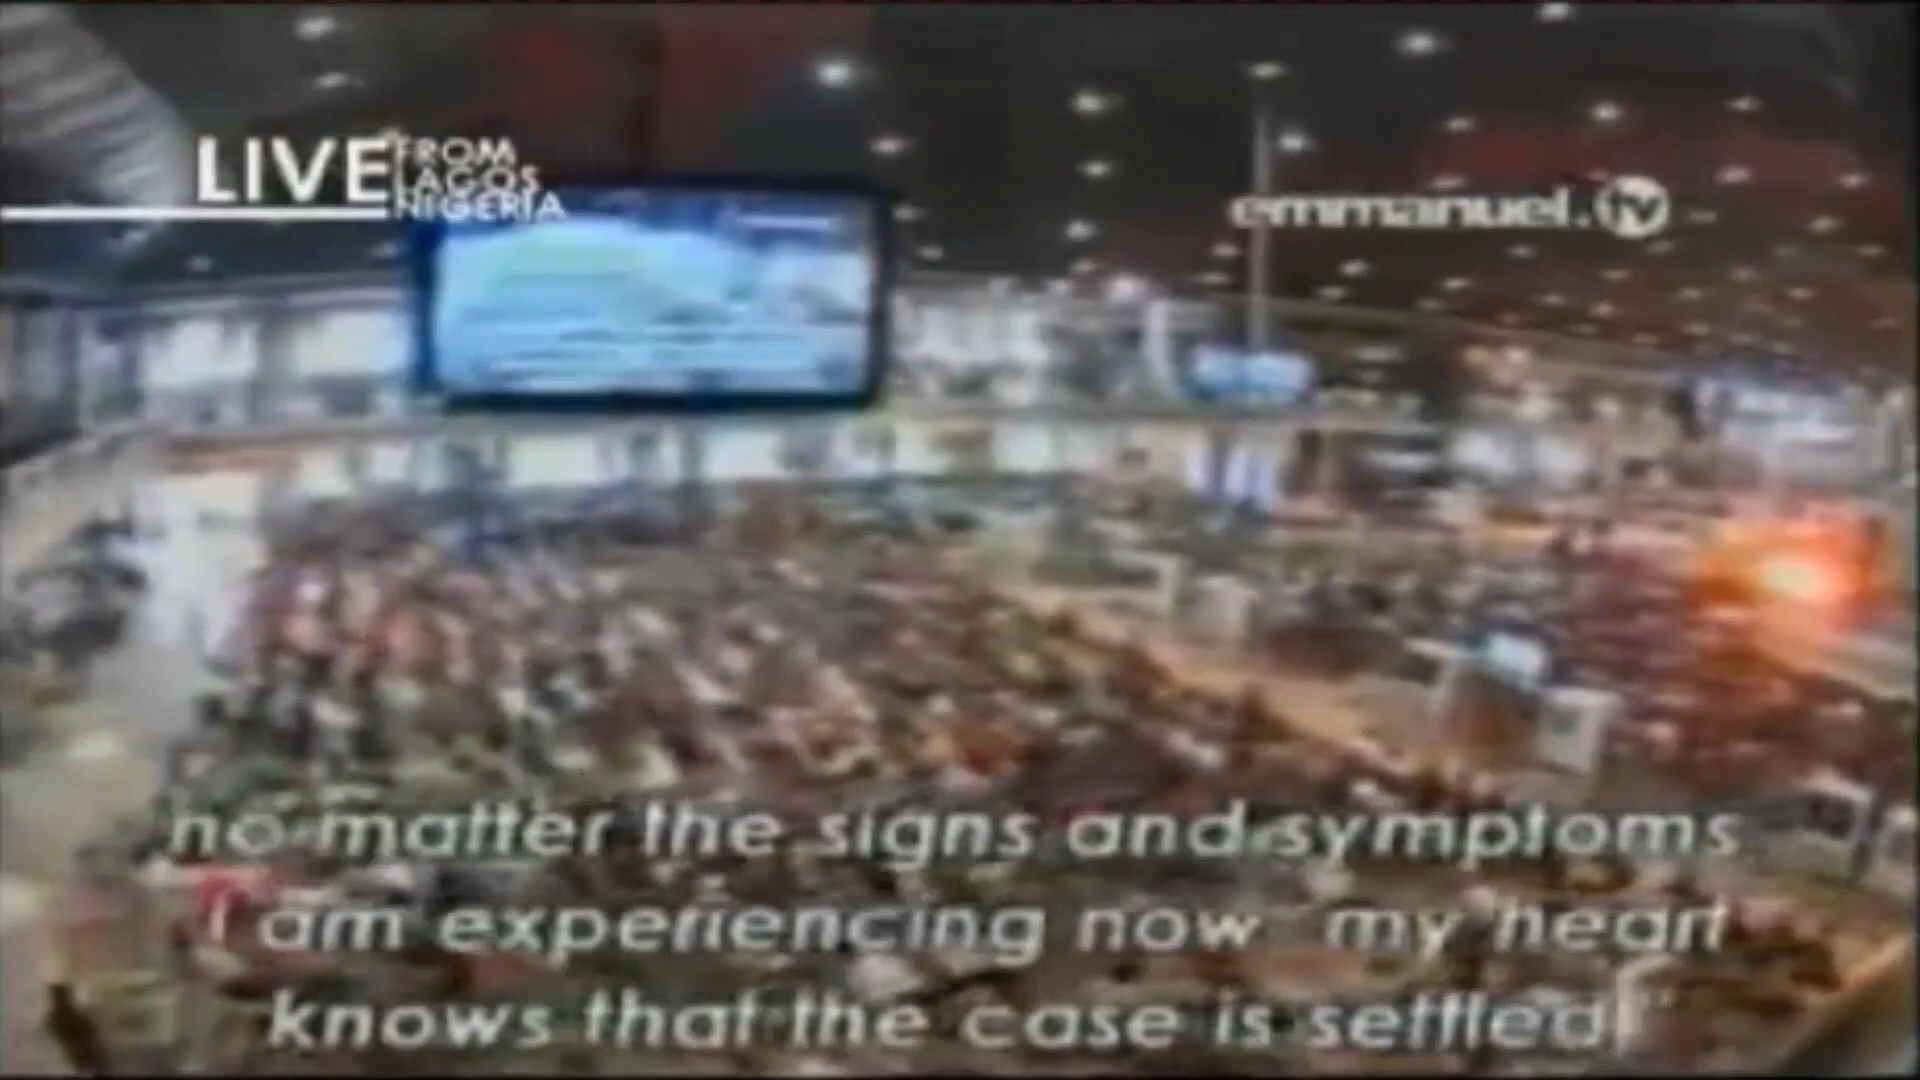 LIVE FROM
LAGOS
NIGERIA
emmanuel.tv
no matter the signs and symptoms
I am experiencing now my heart
knows that the case is settled"